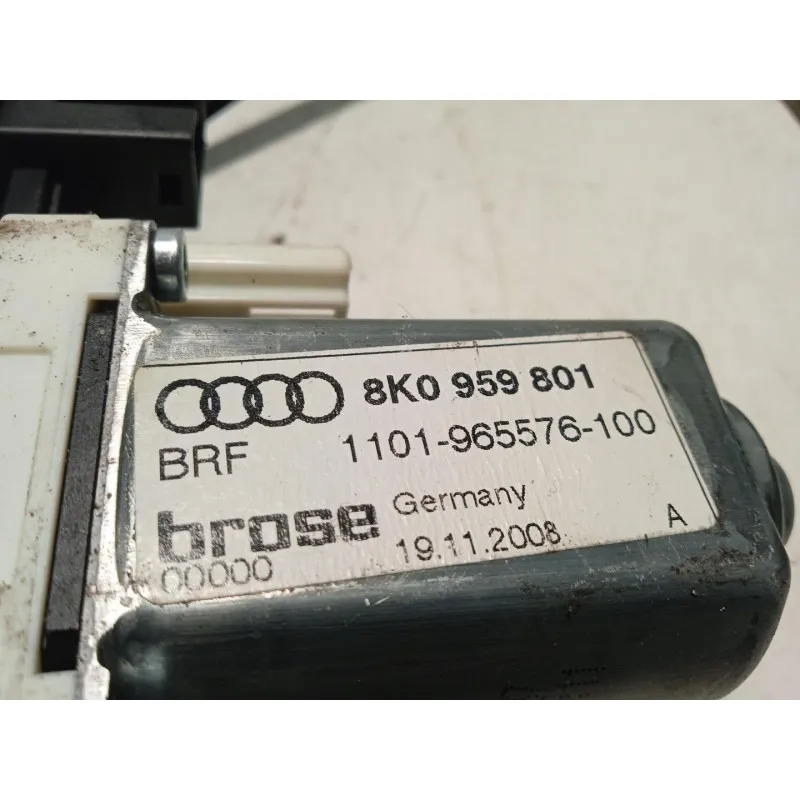 8K0 959 801
BRF 1101-965576-100
brose Germany
00000 19.11.2008 A